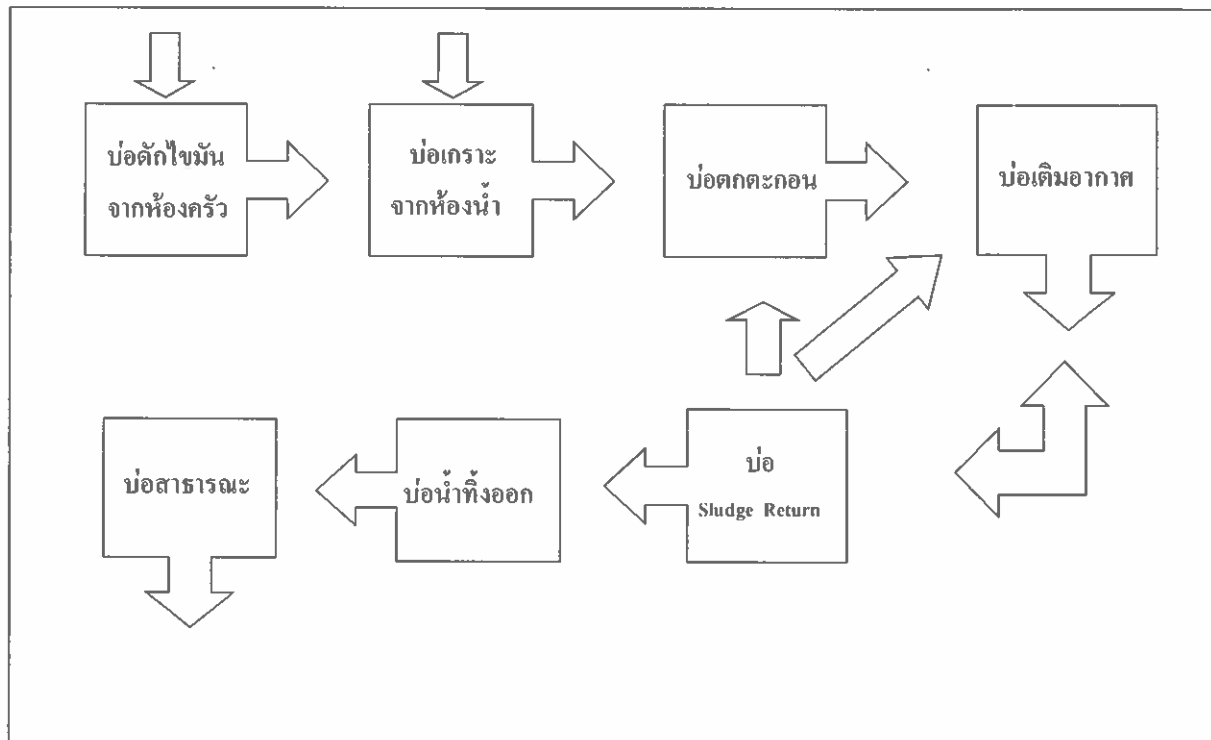 บ่อดักไขมัน
จากห้องครัว
บ่อเกราะ
จากห้องน้ำ
บ่อตกตะกอน
บ่อเติมอากาศ
บ่อสาธารณะ
บ่อน้ำทิ้งออก
บ่อ
Sludge Return